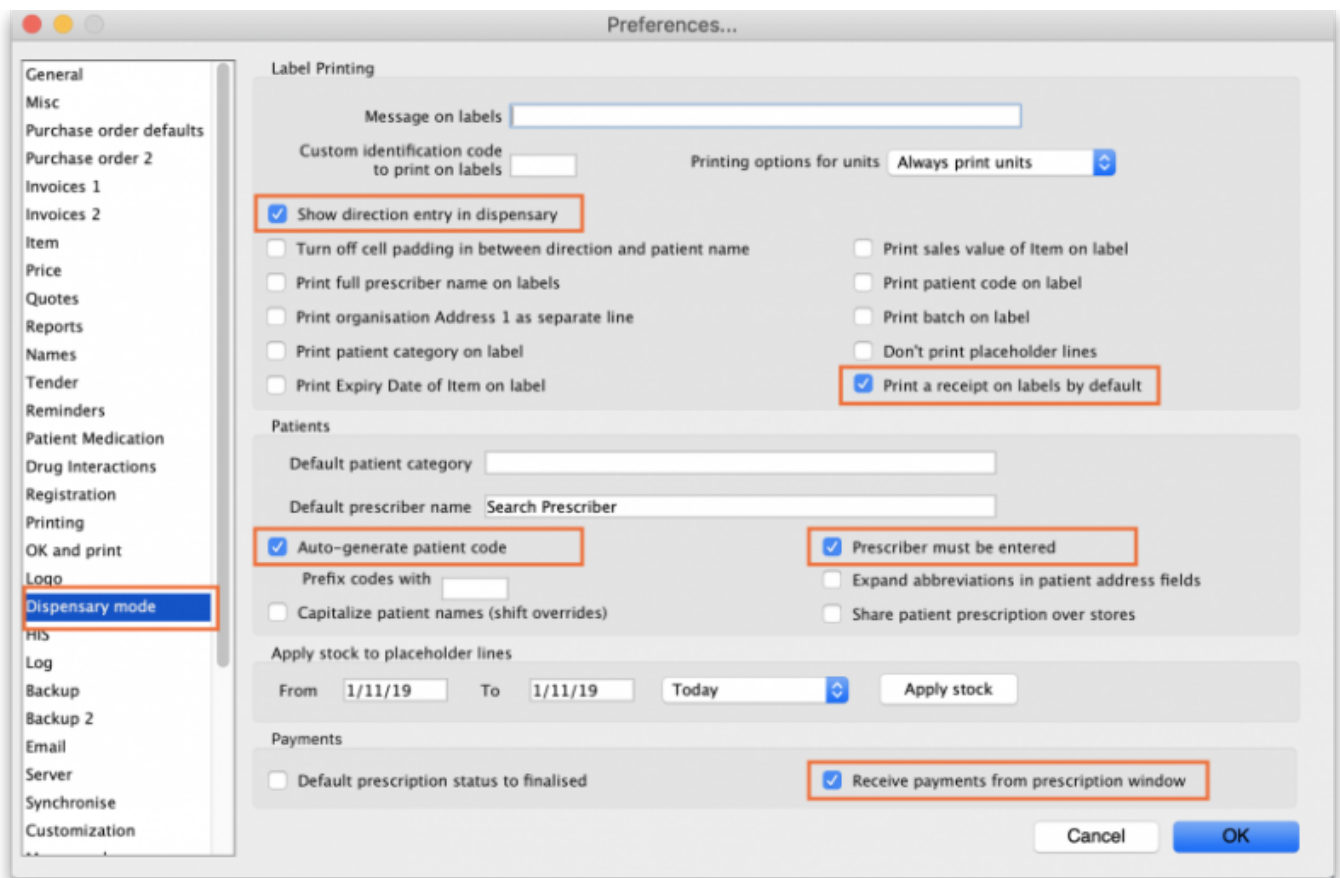 Preferences...
General
Misc
Purchase order defaults
Purchase order 2
Invoices 1
Invoices 2
Item
Price
Quotes
Reports
Names
Tender
Reminders
Patient Medication
Drug Interactions
Registration
Printing
OK and print
Logo
Dispensary mode
HIS
Log
Backup
Backup 2
Email
Server
Synchronise
Customization
Label Printing
Message on labels
Custom identification code
to print on labels
Printing options for units Always print units
Show direction entry in dispensary
Turn off cell padding in between direction and patient name
Print sales value of Item on label
Print full prescriber name on labels
Print patient code on label
Print organisation Address 1 as separate line
Print batch on label
Print patient category on label
Don't print placeholder lines
Print Expiry Date of Item on label
Print a receipt on labels by default
Patients
Default patient category
Default prescriber name Search Prescriber
Auto-generate patient code
Prescriber must be entered
Prefix codes with
Expand abbreviations in patient address fields
Capitalize patient names (shift overrides)
Share patient prescription over stores
Apply stock to placeholder lines
From 1/11/19 To 1/11/19 Today Apply stock
Payments
Default prescription status to finalised
Receive payments from prescription window
Cancel OK